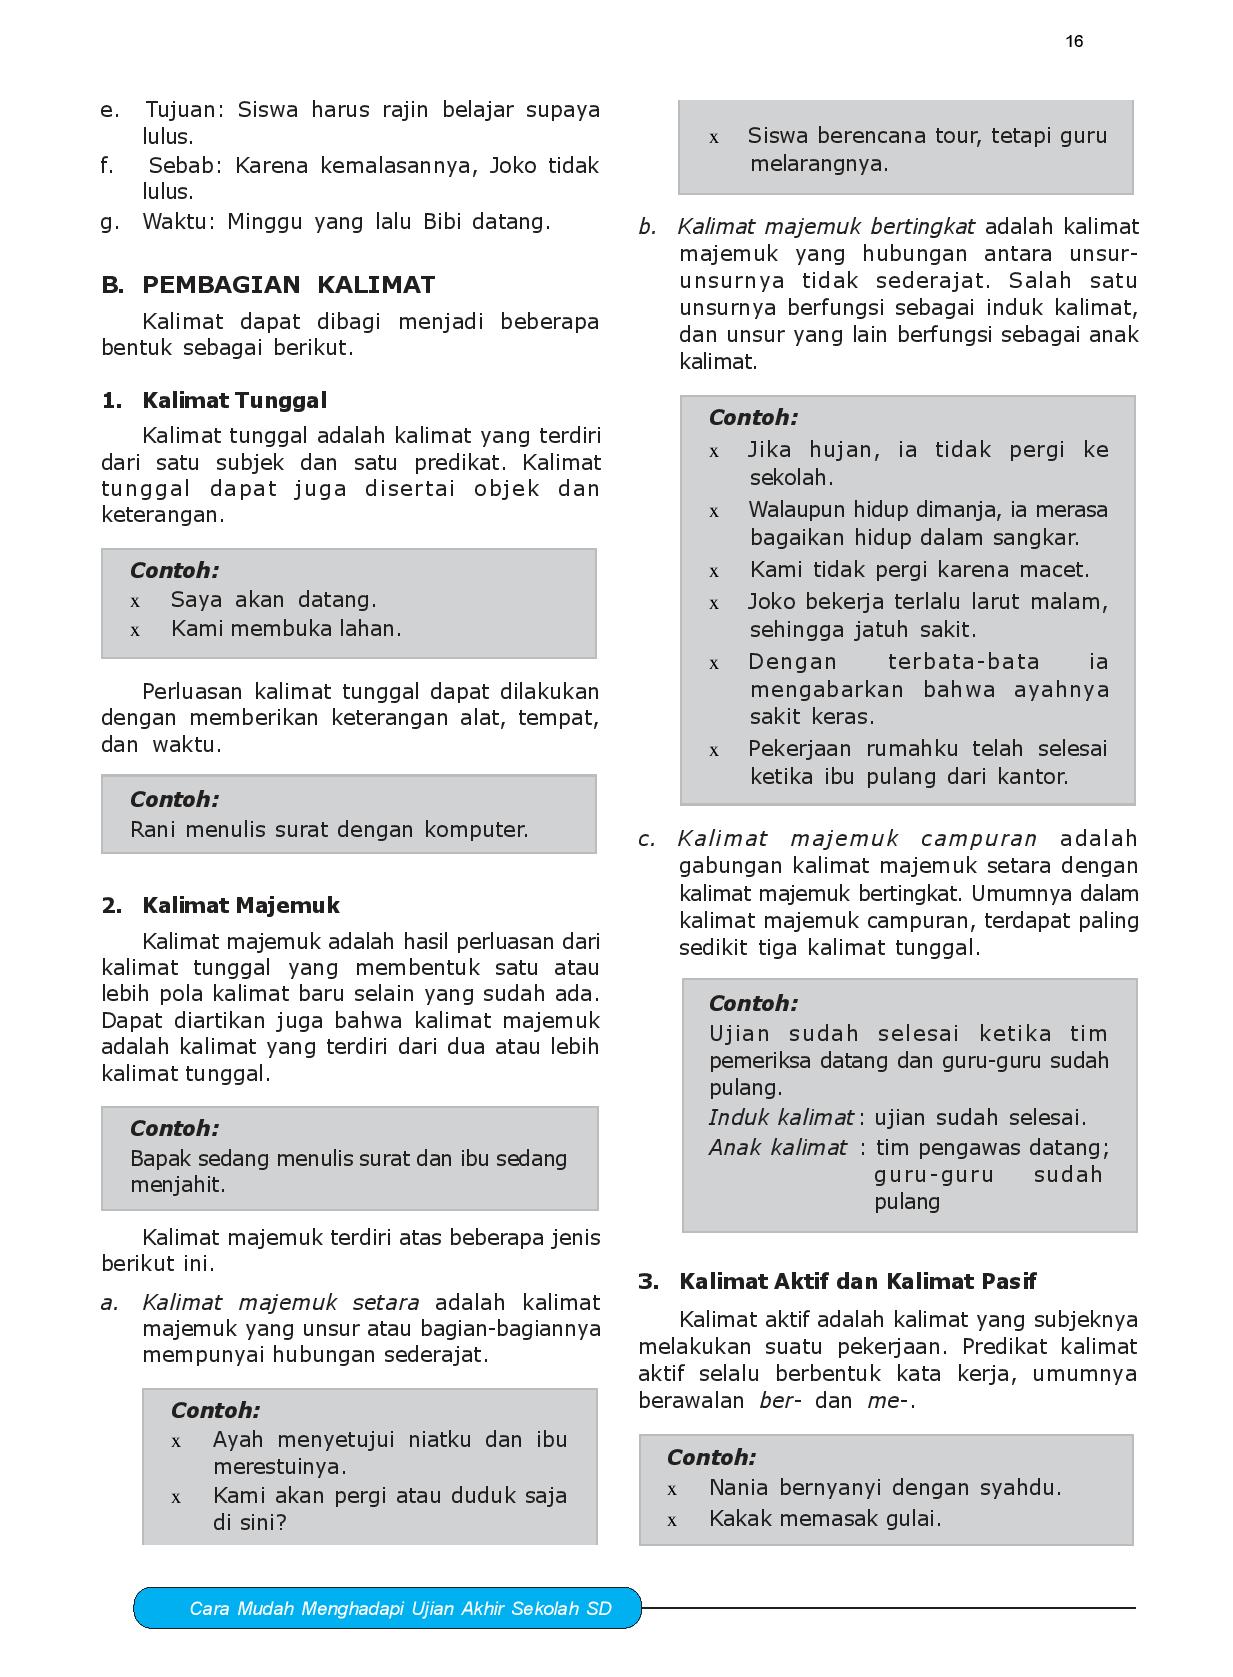 16
e. Tujuan: Siswa harus rajin belajar supaya
lulus.
f. Sebab: Karena kemalasannya, Joko tidak
lulus.
g. Waktu: Minggu yang lalu Bibi datang.
B. PEMBAGIAN KALIMAT
Kalimat dapat dibagi menjadi beberapa
bentuk sebagai berikut.
1. Kalimat Tunggal
Kalimat tunggal adalah kalimat yang terdiri
dari satu subjek dan satu predikat. Kalimat
tunggal dapat juga disertai objek dan
keterangan.
Contoh:
x Saya akan datang.
x Kami membuka lahan.
Perluasan kalimat tunggal dapat dilakukan
dengan memberikan keterangan alat, tempat,
dan waktu.
Contoh:
Rani menulis surat dengan komputer.
2. Kalimat Majemuk
Kalimat majemuk adalah hasil perluasan dari
kalimat tunggal yang membentuk satu atau
lebih pola kalimat baru selain yang sudah ada.
Dapat diartikan juga bahwa kalimat majemuk
adalah kalimat yang terdiri dari dua atau lebih
kalimat tunggal.
Contoh:
Bapak sedang menulis surat dan ibu sedang
menjahit.
Kalimat majemuk terdiri atas beberapa jenis
berikut ini.
a. Kalimat majemuk setara adalah kalimat
majemuk yang unsur atau bagian-bagiannya
mempunyai hubungan sederajat.
Contoh:
x Ayah menyetujui niatku dan ibu
merestuinya.
x Kami akan pergi atau duduk saja
di sini?
x Siswa berencana tour, tetapi guru
melarangnya.
b. Kalimat majemuk bertingkat adalah kalimat
majemuk yang hubungan antara unsur-
unsurnya tidak sederajat. Salah satu
unsurnya berfungsi sebagai induk kalimat,
dan unsur yang lain berfungsi sebagai anak
kalimat.
Contoh:
x Jika hujan, ia tidak pergi ke
sekolah.
x Walaupun hidup dimanja, ia merasa
bagaikan hidup dalam sangkar.
x Kami tidak pergi karena macet.
x Joko bekerja terlalu larut malam,
sehingga jatuh sakit.
x Dengan terbata-bata ia
mengabarkan bahwa ayahnya
sakit keras.
x Pekerjaan rumahku telah selesai
ketika ibu pulang dari kantor.
c. Kalimat majemuk campuran adalah
gabungan kalimat majemuk setara dengan
kalimat majemuk bertingkat. Umumnya dalam
kalimat majemuk campuran, terdapat paling
sedikit tiga kalimat tunggal.
Contoh:
Ujian sudah selesai ketika tim
pemeriksa datang dan guru-guru sudah
pulang.
Induk kalimat : ujian sudah selesai.
Anak kalimat : tim pengawas datang;
guru-guru sudah
pulang
3. Kalimat Aktif dan Kalimat Pasif
Kalimat aktif adalah kalimat yang subjeknya
melakukan suatu pekerjaan. Predikat kalimat
aktif selalu berbentuk kata kerja, umumnya
berawalan ber- dan me-.
Contoh:
x Nania bernyanyi dengan syahdu.
x Kakak memasak gulai.
Cara Mudah Menghadapi Ujian Akhir Sekolah SD